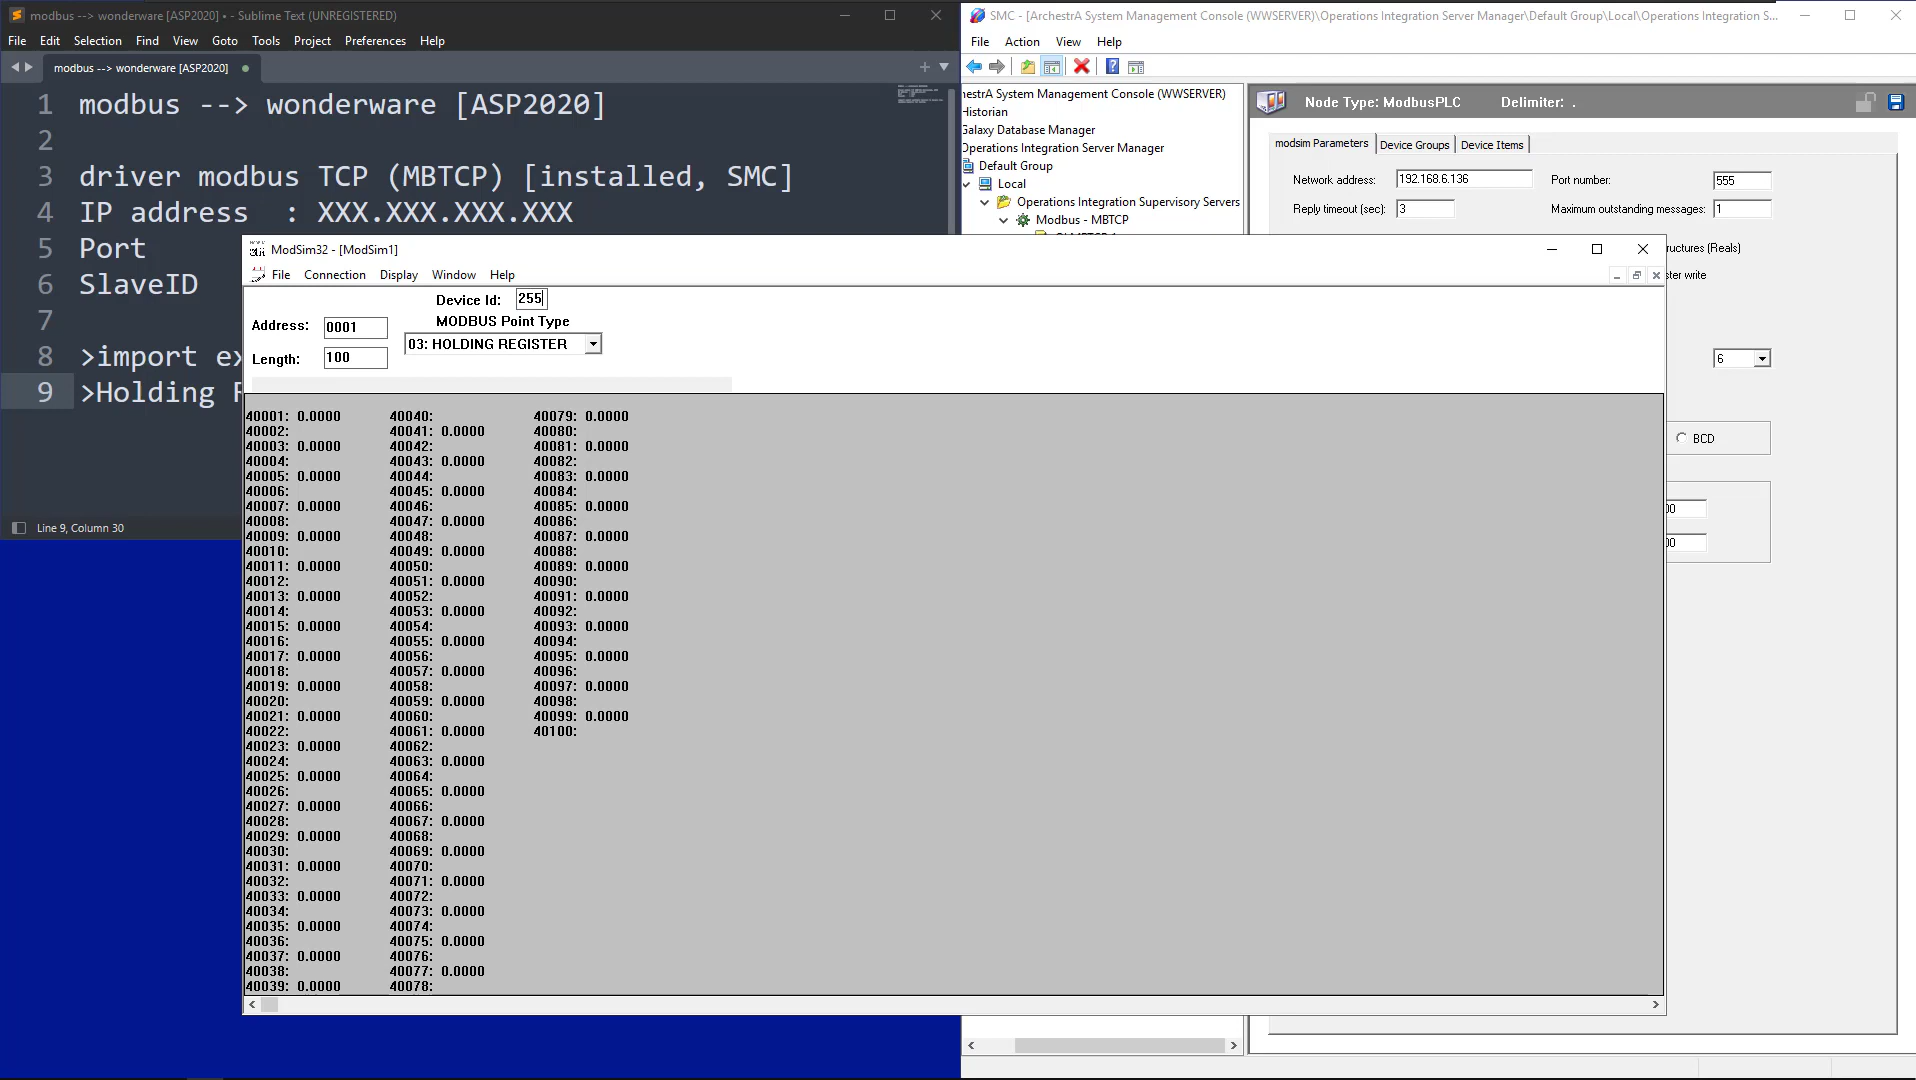 modbus --> wonderware [ASP2020] • - Sublime Text (UNREGISTERED)
File Edit Selection Find View Goto Tools Project Preferences Help
modbus --> wonderware [ASP2020]
1 modbus --> wonderware [ASP2020]
2
3 driver modbus TCP (MBTCP) [installed, SMC]
4 IP address : XXX.XXX.XXX.XXX
5 Port
6 SlaveID
7
8 >import ex
9 >Holding
Line 9, Column 30
SMC - [ArchestrA System Management Console (WWSERVER)\Operations Integration Server Manager\Default Group\Local\Operations Integration S...
File Action View Help
hestrA System Management Console (WWSERVER)
Historian
Galaxy Database Manager
Operations Integration Server Manager
Default Group
Local
Operations Integration Supervisory Servers
Modbus - MBTCP
Node Type: ModbusPLC Delimiter: .
modsim Parameters Device Groups Device Items
Network address: 192.168.6.136 Port number: 555
Reply timeout (sec): 3 Maximum outstanding messages: 1
ructures (Reals)
ster write
6
BCD
00
00
ModSim32 - [ModSim1]
File Connection Display Window Help
Device Id: 255
Address: 0001 MODBUS Point Type
Length: 100 03: HOLDING REGISTER
40001: 0.0000 40040: 40079: 0.0000
40002: 40041: 0.0000 40080:
40003: 0.0000 40042: 40081: 0.0000
40004: 40043: 0.0000 40082:
40005: 0.0000 40044: 40083: 0.0000
40006: 40045: 0.0000 40084:
40007: 0.0000 40046: 40085: 0.0000
40008: 40047: 0.0000 40086:
40009: 0.0000 40048: 40087: 0.0000
40010: 40049: 0.0000 40088:
40011: 0.0000 40050: 40089: 0.0000
40012: 40051: 0.0000 40090:
40013: 0.0000 40052: 40091: 0.0000
40014: 40053: 0.0000 40092:
40015: 0.0000 40054: 40093: 0.0000
40016: 40055: 0.0000 40094:
40017: 0.0000 40056: 40095: 0.0000
40018: 40057: 0.0000 40096:
40019: 0.0000 40058: 40097: 0.0000
40020: 40059: 0.0000 40098:
40021: 0.0000 40060: 40099: 0.0000
40022: 40061: 0.0000 40100:
40023: 0.0000 40062:
40024: 40063: 0.0000
40025: 0.0000 40064:
40026: 40065: 0.0000
40027: 0.0000 40066:
40028: 40067: 0.0000
40029: 0.0000 40068:
40030: 40069: 0.0000
40031: 0.0000 40070:
40032: 40071: 0.0000
40033: 0.0000 40072:
40034: 40073: 0.0000
40035: 0.0000 40074:
40036: 40075: 0.0000
40037: 0.0000 40076:
40038: 40077: 0.0000
40039: 0.0000 40078: